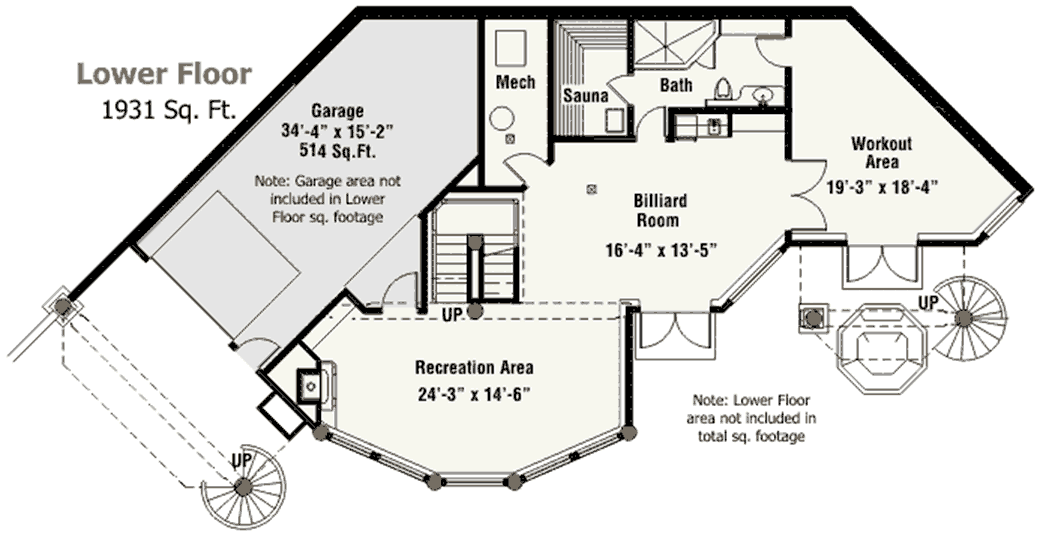 Lower Floor
1931 Sq. Ft.
Garage
34'-4" x 15'-2"
514 Sq.Ft.
Note: Garage area not
included in Lower
Floor sq. footage
Mech
Sauna
Bath
Workout
Area
19'-3" x 18'-4"
Billiard
Room
16'-4" x 13'-5"
UP
UP
Recreation Area
24'-3" x 14'-6"
Note: Lower Floor
area not included in
total sq. footage
UP